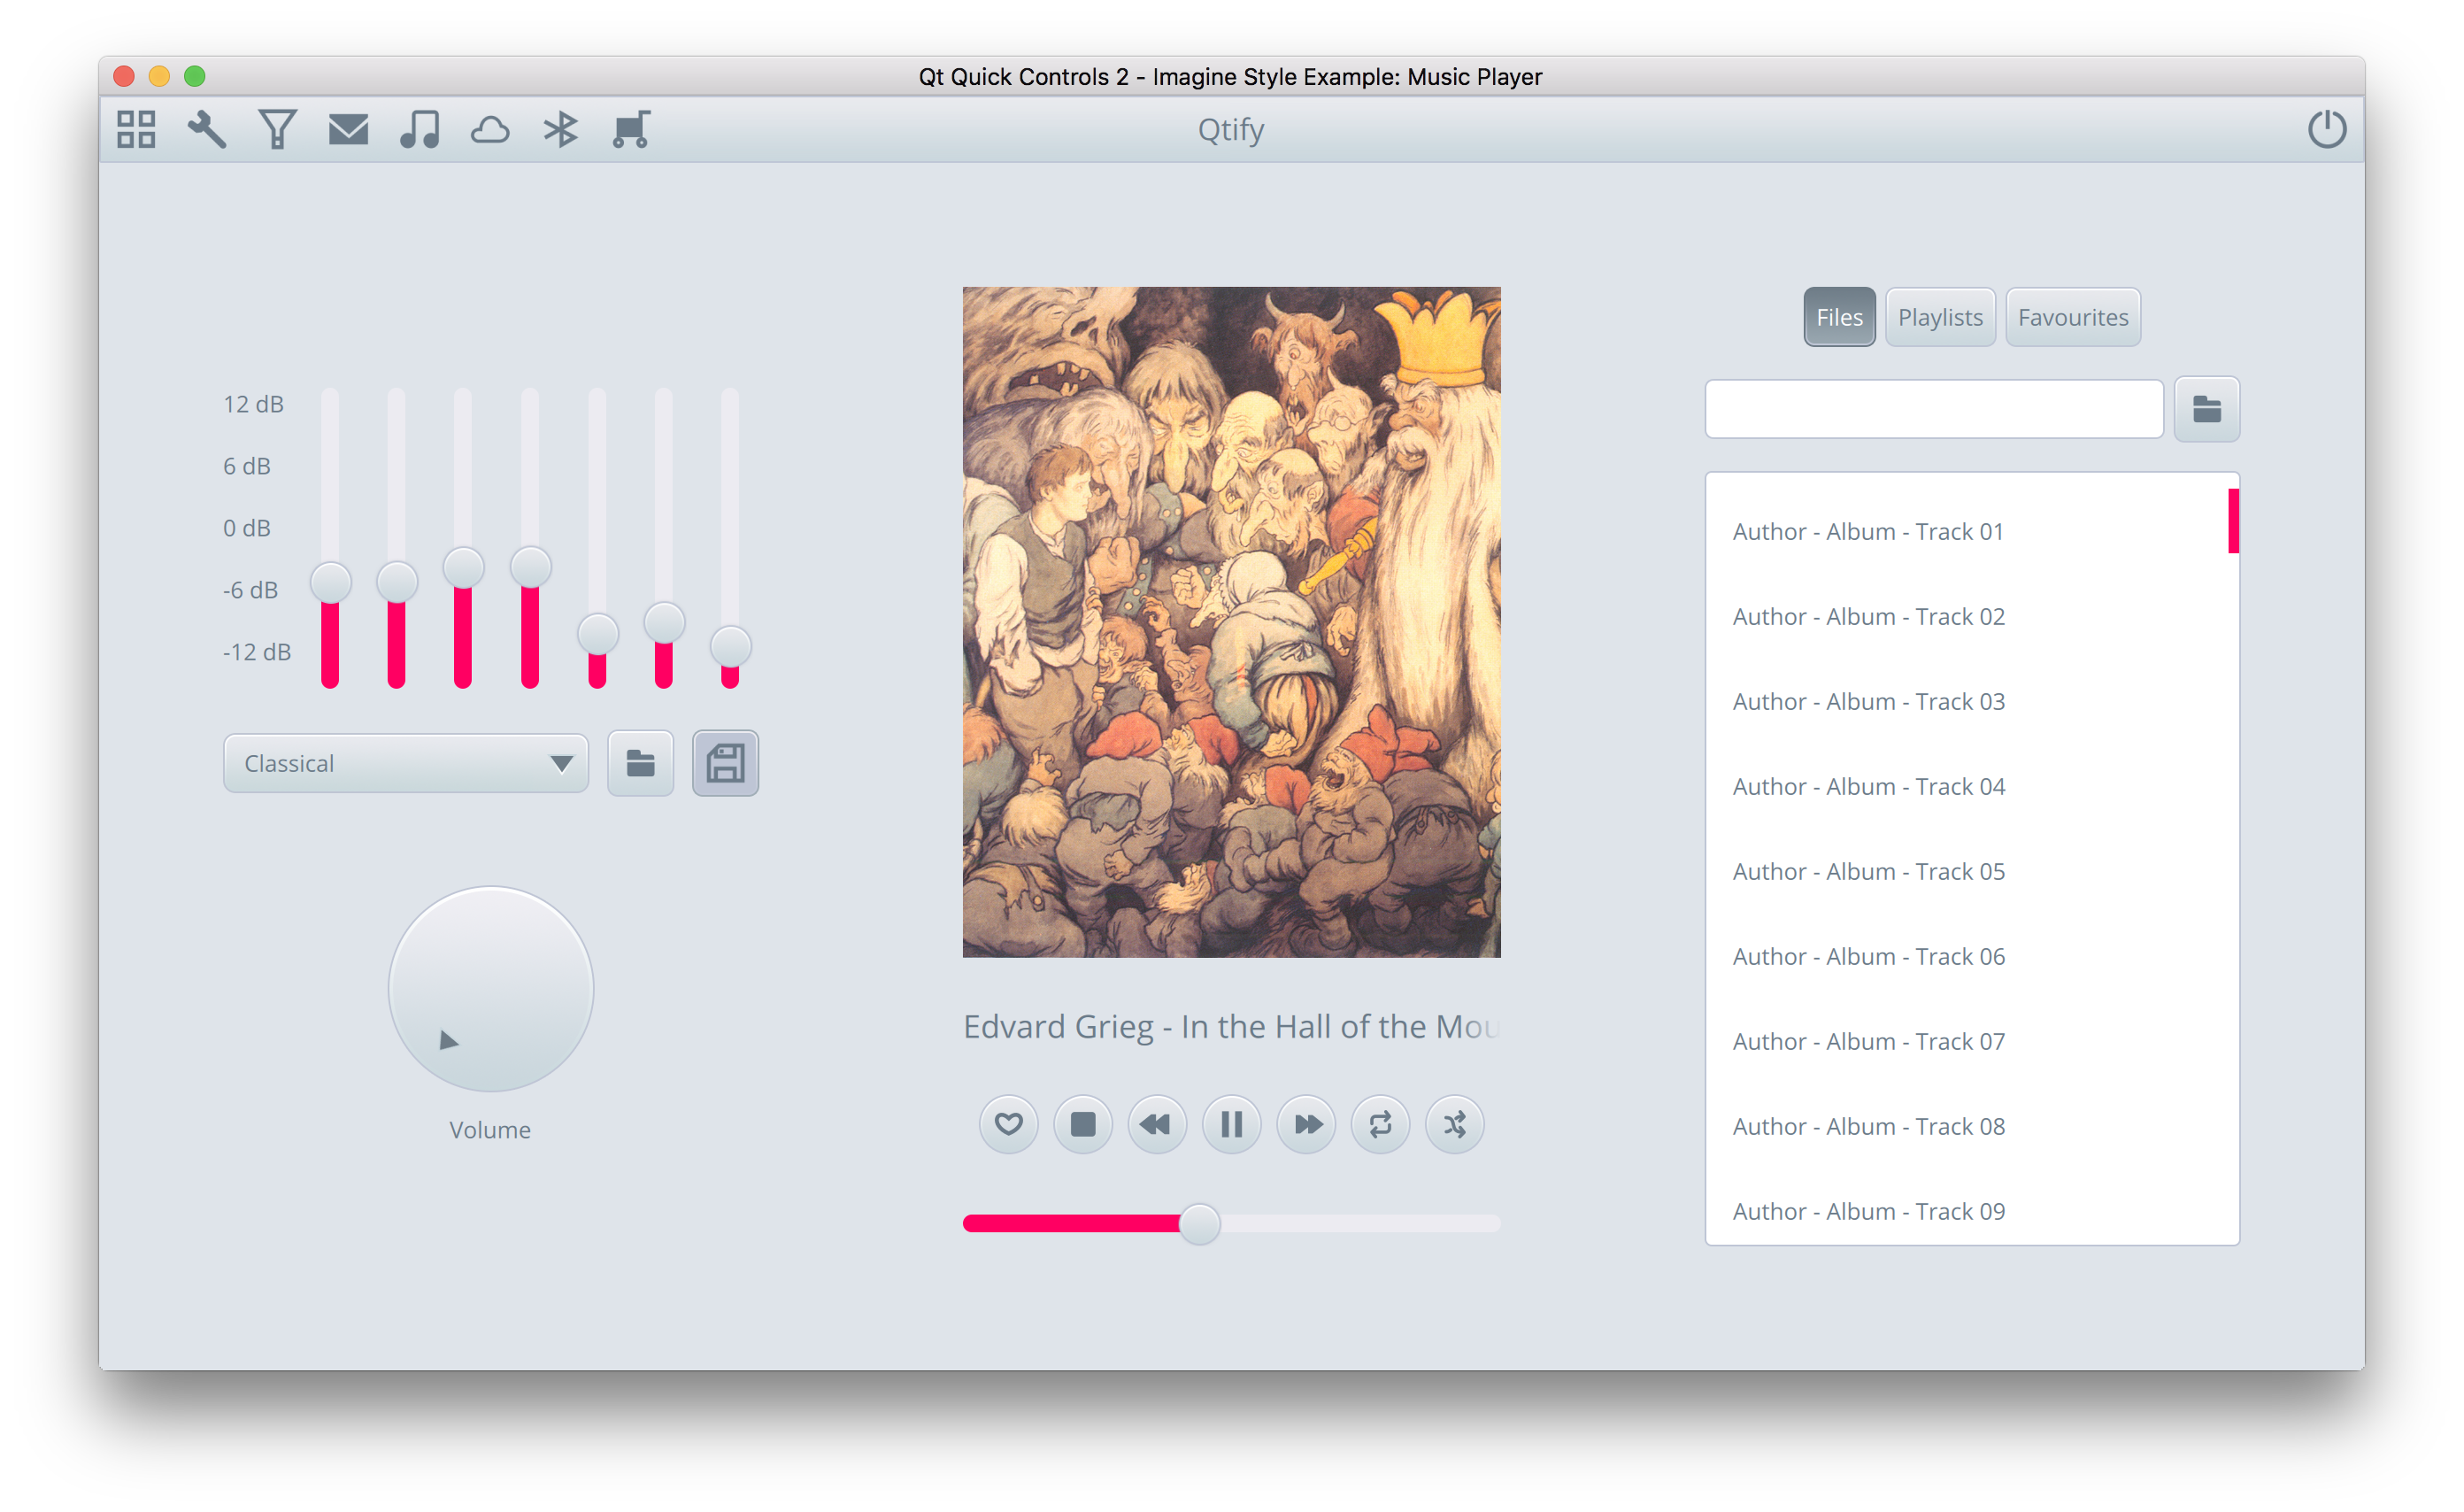 Qt Quick Controls 2 - Imagine Style Example: Music Player
Qtify
12 dB
6 dB
0 dB
-6 dB
-12 dB
Classical
Volume
Edvard Grieg - In the Hall of the Mou
Files
Playlists
Favourites
Author - Album - Track 01
Author - Album - Track 02
Author - Album - Track 03
Author - Album - Track 04
Author - Album - Track 05
Author - Album - Track 06
Author - Album - Track 07
Author - Album - Track 08
Author - Album - Track 09